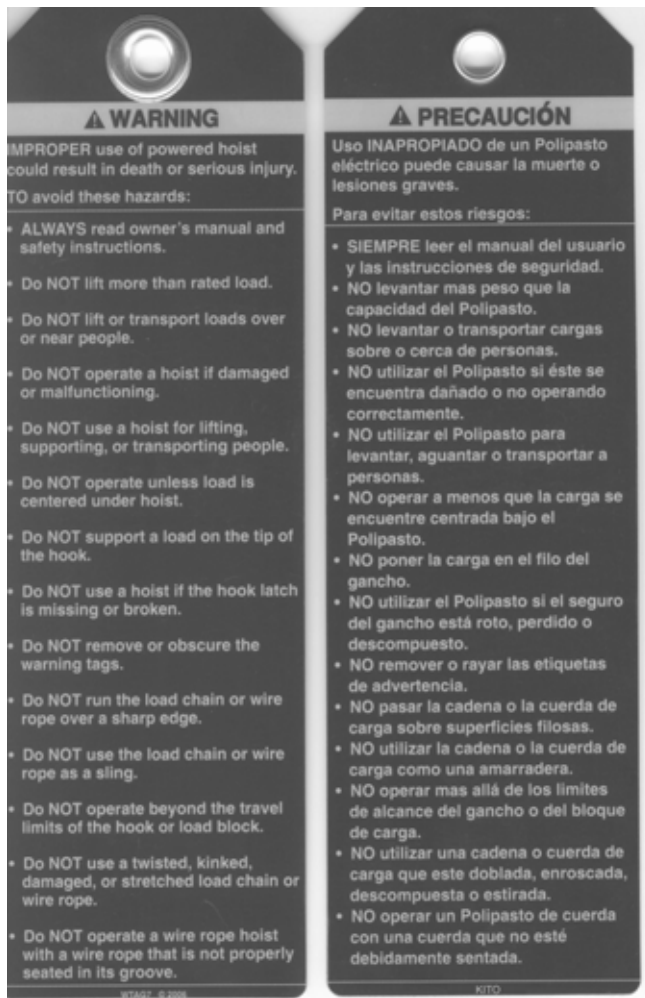 ⚠ WARNING
IMPROPER use of powered hoist
could result in death or serious injury.
TO avoid these hazards:
• ALWAYS read owner's manual and
safety instructions.
• Do NOT lift more than rated load.
• Do NOT lift or transport loads over
or near people.
• Do NOT operate a hoist if damaged
or malfunctioning.
• Do NOT use a hoist for lifting,
supporting, or transporting people.
• Do NOT operate unless load is
centered under hoist.
• Do NOT support a load on the tip of
the hook.
• Do NOT use a hoist if the hook latch
is missing or broken.
• Do NOT remove or obscure the
warning tags.
• Do NOT run the load chain or wire
rope over a sharp edge.
• Do NOT use the load chain or wire
rope as a sling.
• Do NOT operate beyond the travel
limits of the hook or load block.
• Do NOT use a twisted, kinked,
damaged, or stretched load chain or
wire rope.
• Do NOT operate a wire rope hoist
with a wire rope that is not properly
seated in its groove.
WTAG7 © 2006
⚠ PRECAUCIÓN
Uso INAPROPIADO de un Polipasto
eléctrico puede causar la muerte o
lesiones graves.
Para evitar estos riesgos:
• SIEMPRE leer el manual del usuario
y las instrucciones de seguridad.
• NO levantar mas peso que la
capacidad del Polipasto.
• NO levantar o transportar cargas
sobre o cerca de personas.
• NO utilizar el Polipasto si éste se
encuentra dañado o no operando
correctamente.
• NO utilizar el Polipasto para
levantar, aguantar o transportar a
personas.
• NO operar a menos que la carga se
encuentre centrada bajo el
Polipasto.
• NO poner la carga en el filo del
gancho.
• NO utilizar el Polipasto si el seguro
del gancho está roto, perdido o
descompuesto.
• NO remover o rayar las etiquetas
de advertencia.
• NO pasar la cadena o la cuerda de
carga sobre superficies filosas.
• NO utilizar la cadena o la cuerda de
carga como una amarradera.
• NO operar mas allá de los limites
de alcance del gancho o del bloque
de carga.
• NO utilizar una cadena o cuerda de
carga que este doblada, enroscada,
descompuesta o estirada.
• NO operar un Polipasto de cuerda
con una cuerda que no esté
debidamente sentada.
KITO